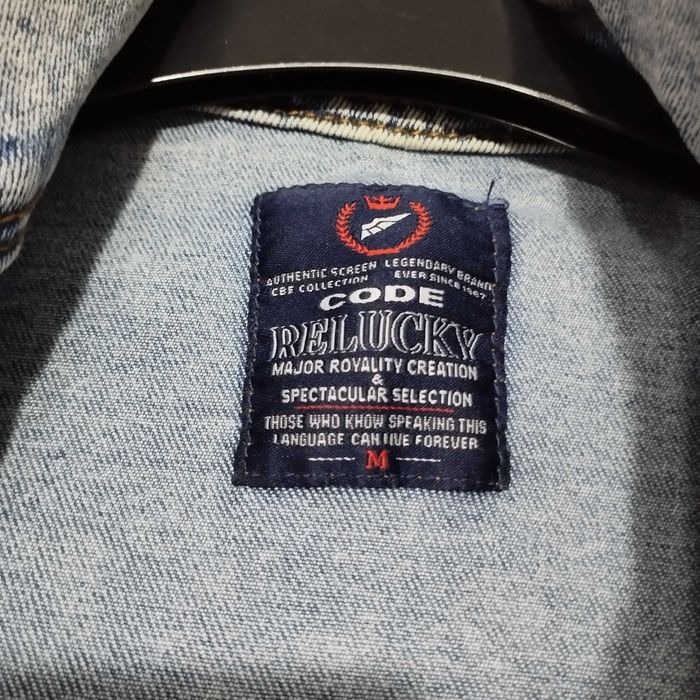 AUTHENTIC SCREEN LEGENDARY BRAND
CBE COLLECTION EVER SINCE 1967
CODE
RELUCKY
MAJOR ROYALITY CREATION
&
SPECTACULAR SELECTION
THOSE WHO KNOW SPEAKING THIS
LANGUAGE CAN LIVE FOREVER
M